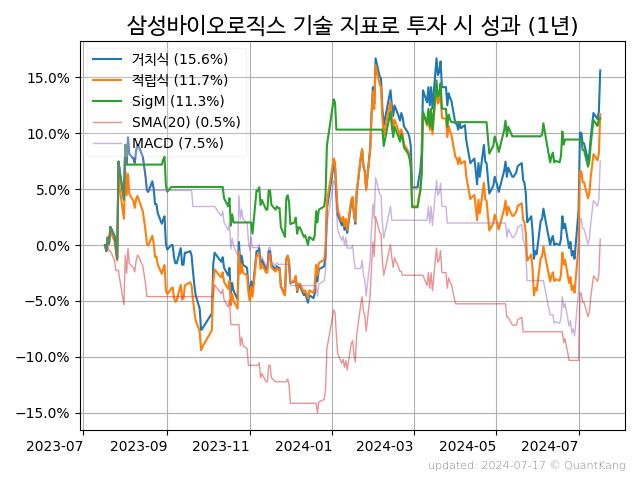 삼성바이오로직스 기술 지표로 투자 시 성과 (1년)
거치식 (15.6%)
적립식 (11.7%)
SigM (11.3%)
SMA(20) (0.5%)
MACD (7.5%)
15.0%
10.0%
5.0%
0.0%
−5.0%
−10.0%
−15.0%
2023-07 2023-09 2023-11 2024-01 2024-03 2024-05 2024-07
updated: 2024-07-17 © QuantKang